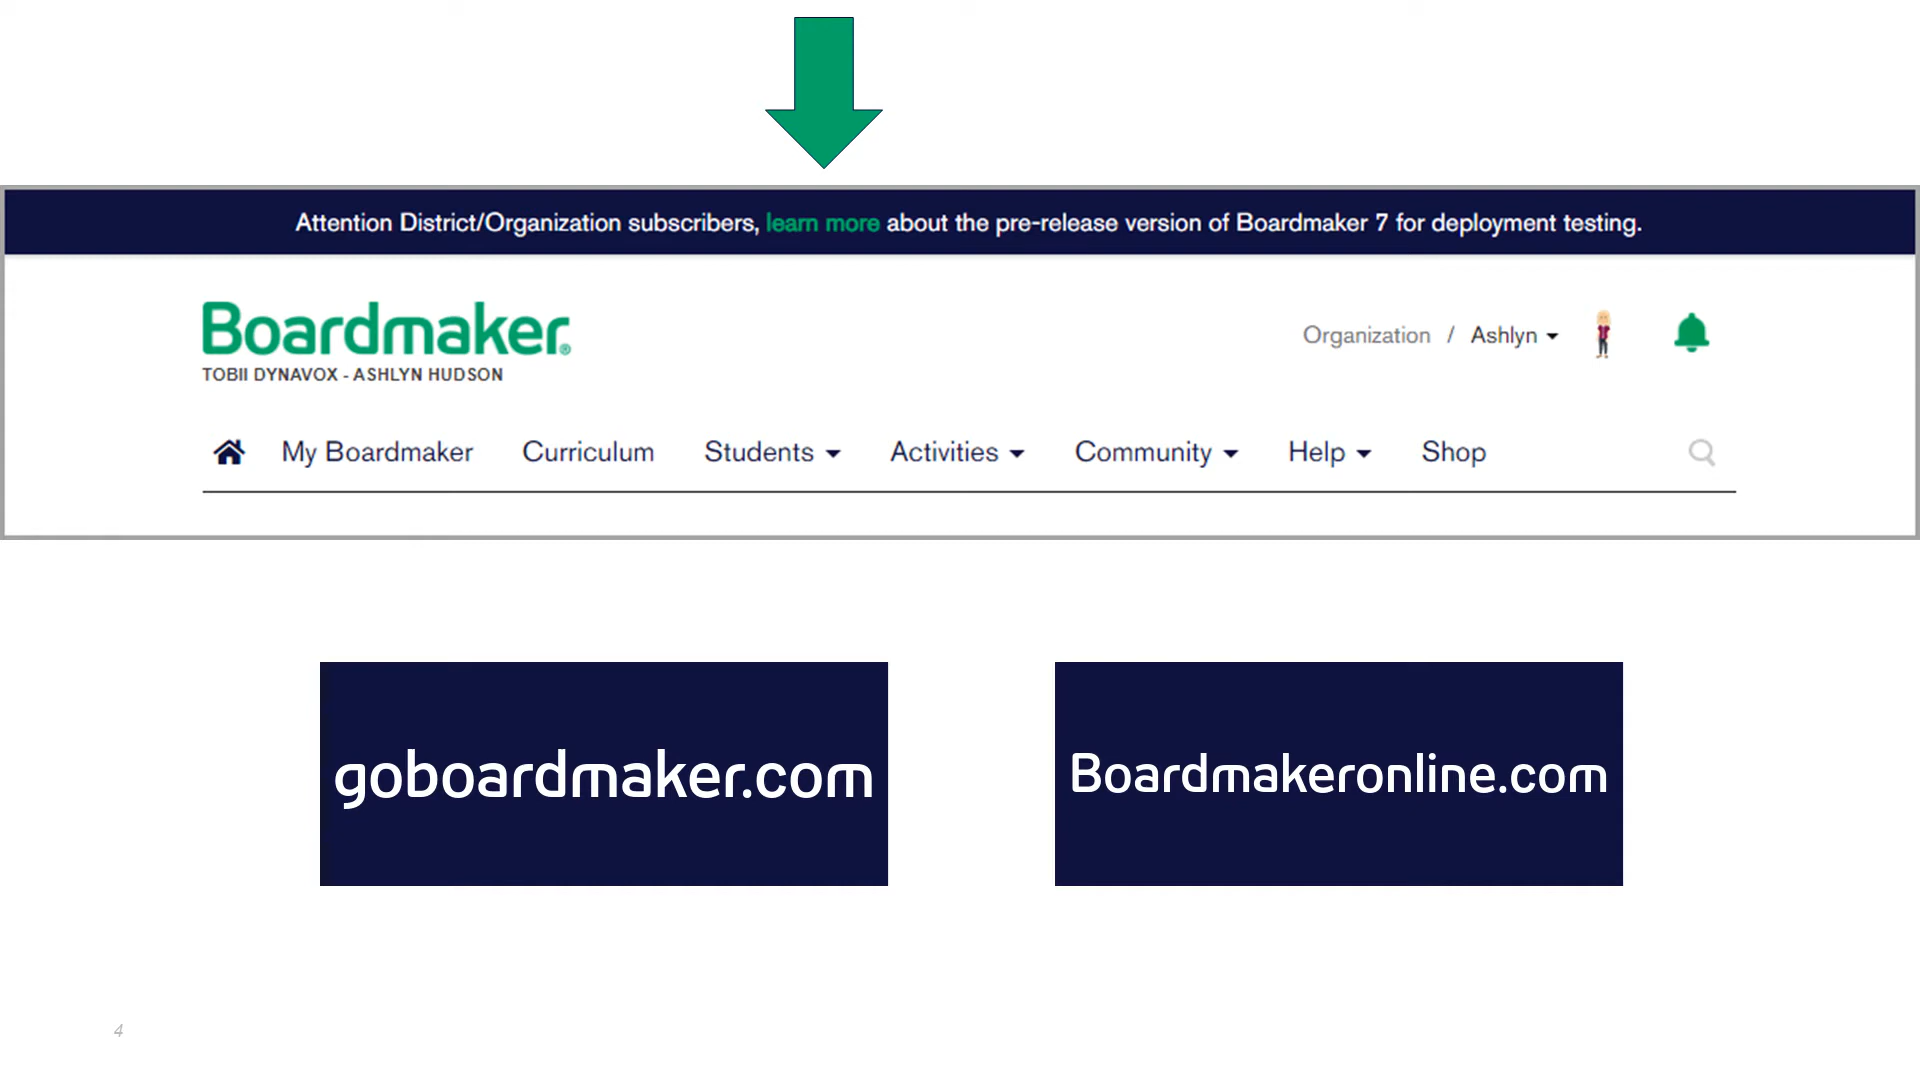 Attention District/Organization subscribers, learn more about the pre-release version of Boardmaker 7 for deployment testing.
Boardmaker®
TOBII DYNAVOX - ASHLYN HUDSON
Organization / Ashlyn
My Boardmaker Curriculum Students Activities Community Help Shop
goboardmaker.com
Boardmakeronline.com
4